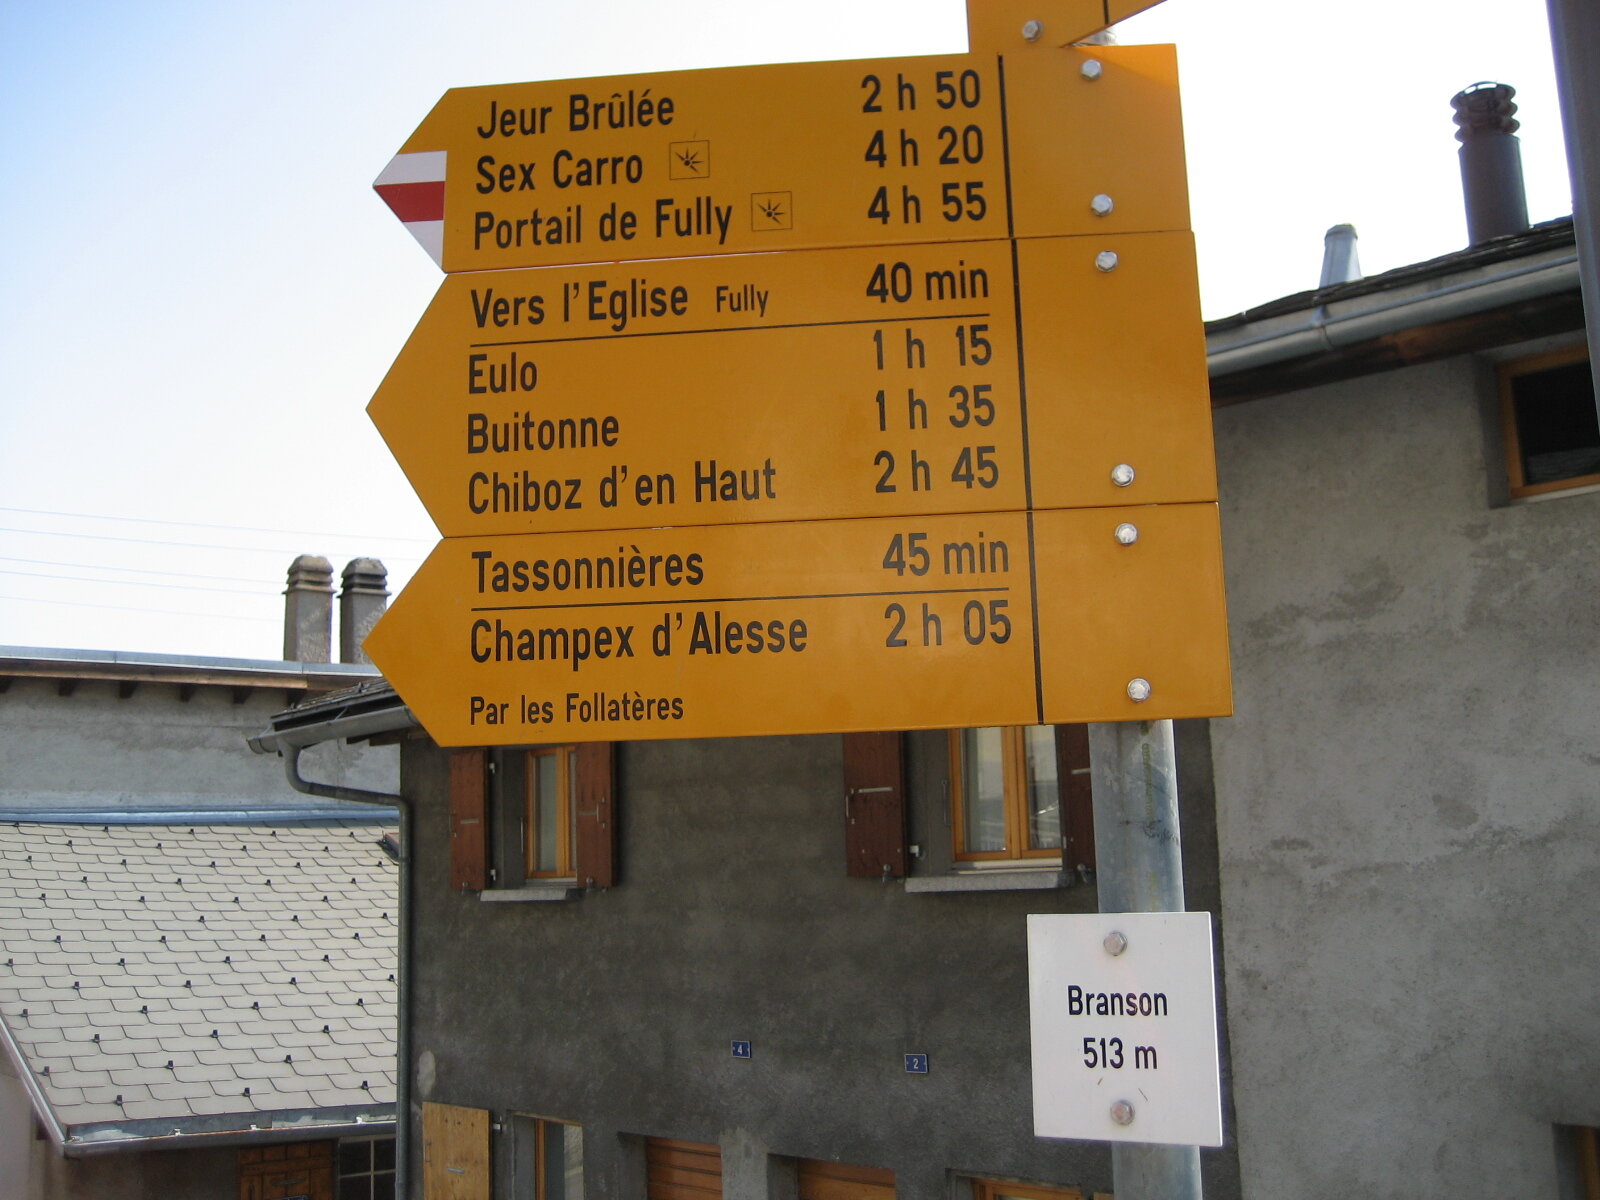 Jeur Brûlée 2 h 50
Sex Carro 4 h 20
Portail de Fully 4 h 55
Vers l'Eglise Fully 40 min
Eulo 1 h 15
Buitonne 1 h 35
Chiboz d'en Haut 2 h 45
Tassonnières 45 min
Champex d'Alesse 2 h 05
Par les Follatères
Branson
513 m
4
2